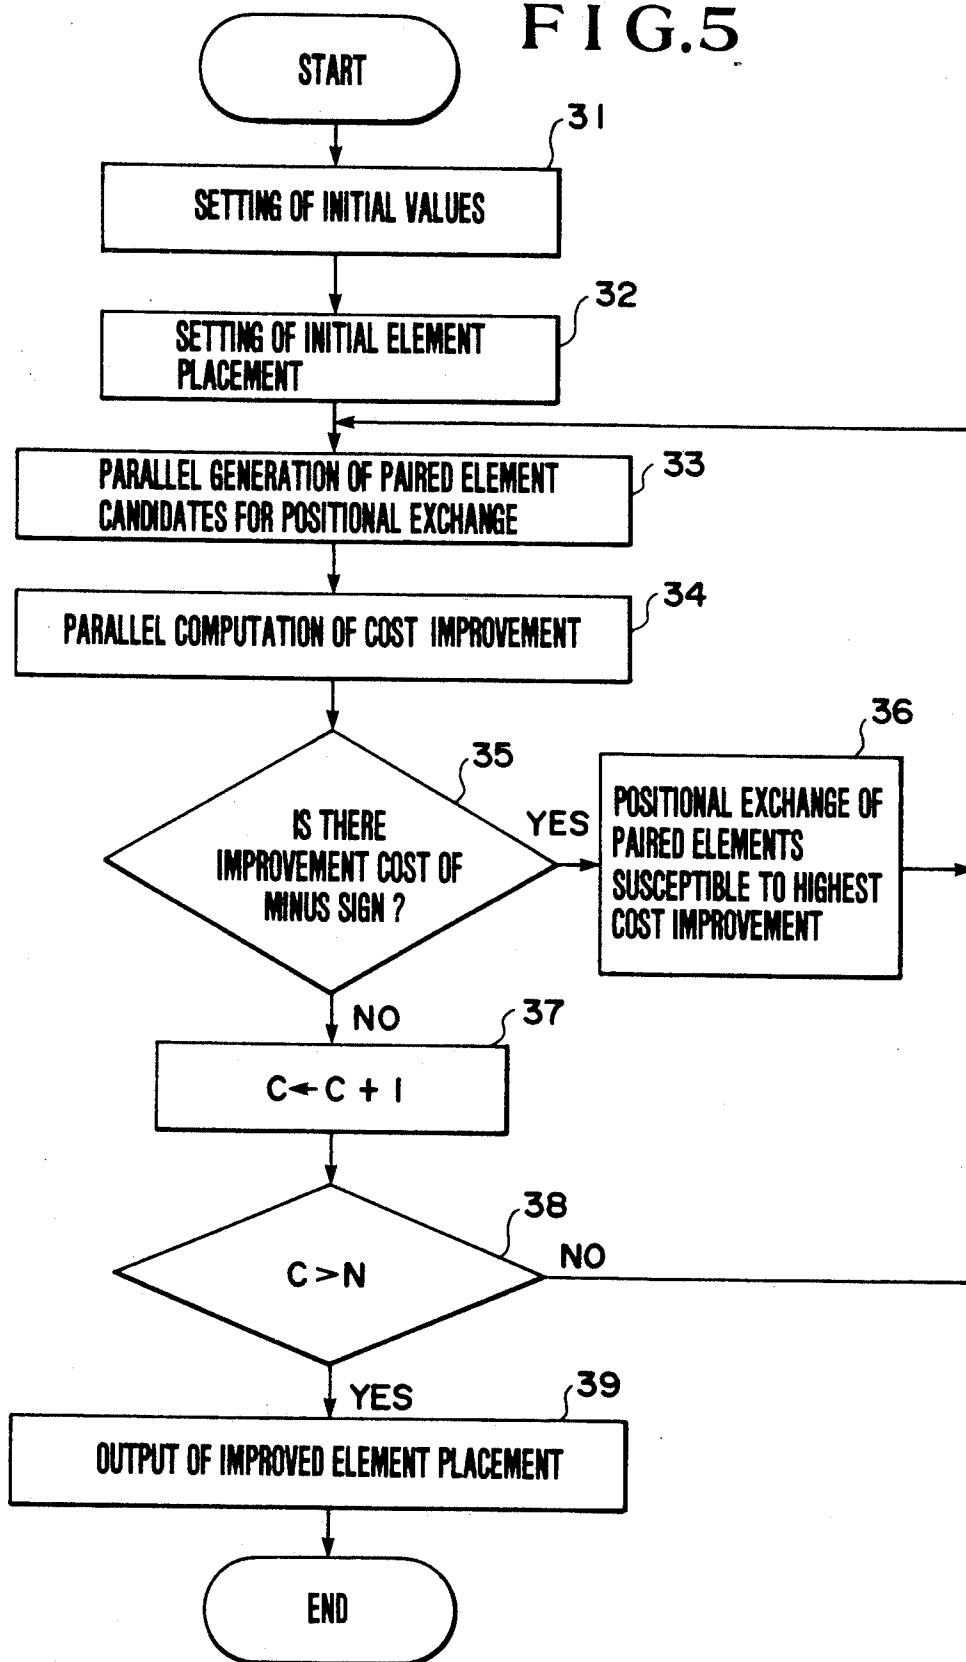 FIG.5
START
31
SETTING OF INITIAL VALUES
32
SETTING OF INITIAL ELEMENT
PLACEMENT
33
PARALLEL GENERATION OF PAIRED ELEMENT
CANDIDATES FOR POSITIONAL EXCHANGE
34
PARALLEL COMPUTATION OF COST IMPROVEMENT
35
IS THERE
IMPROVEMENT COST OF
MINUS SIGN ?
YES
36
POSITIONAL EXCHANGE OF
PAIRED ELEMENTS
SUSCEPTIBLE TO HIGHEST
COST IMPROVEMENT
NO
37
C ← C + 1
38
C > N
NO
YES
39
OUTPUT OF IMPROVED ELEMENT PLACEMENT
END